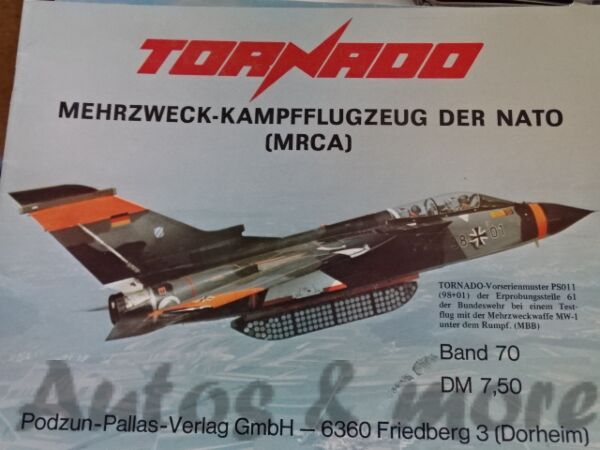 TORNADO
MEHRZWECK-KAMPFFLUGZEUG DER NATO
(MRCA)
8 01
TORNADO-Vorserienmuster PS011
(98+01) der Erprobungsstelle 61
der Bundeswehr bei einem Test-
flug mit der Mehrzweckwaffe MW-1
unter dem Rumpf. (MBB)
Band 70
DM 7,50
Autos & more
Podzun-Pallas-Verlag GmbH – 6360 Friedberg 3 (Dorheim)